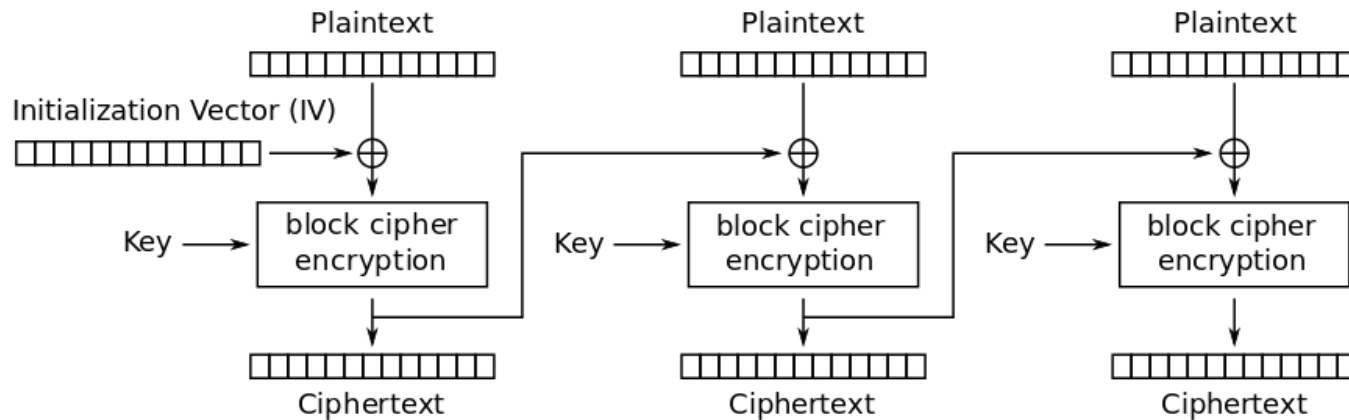 Plaintext
Plaintext
Plaintext
Initialization Vector (IV)
Key
block cipher
encryption
Key
block cipher
encryption
Key
block cipher
encryption
Ciphertext
Ciphertext
Ciphertext